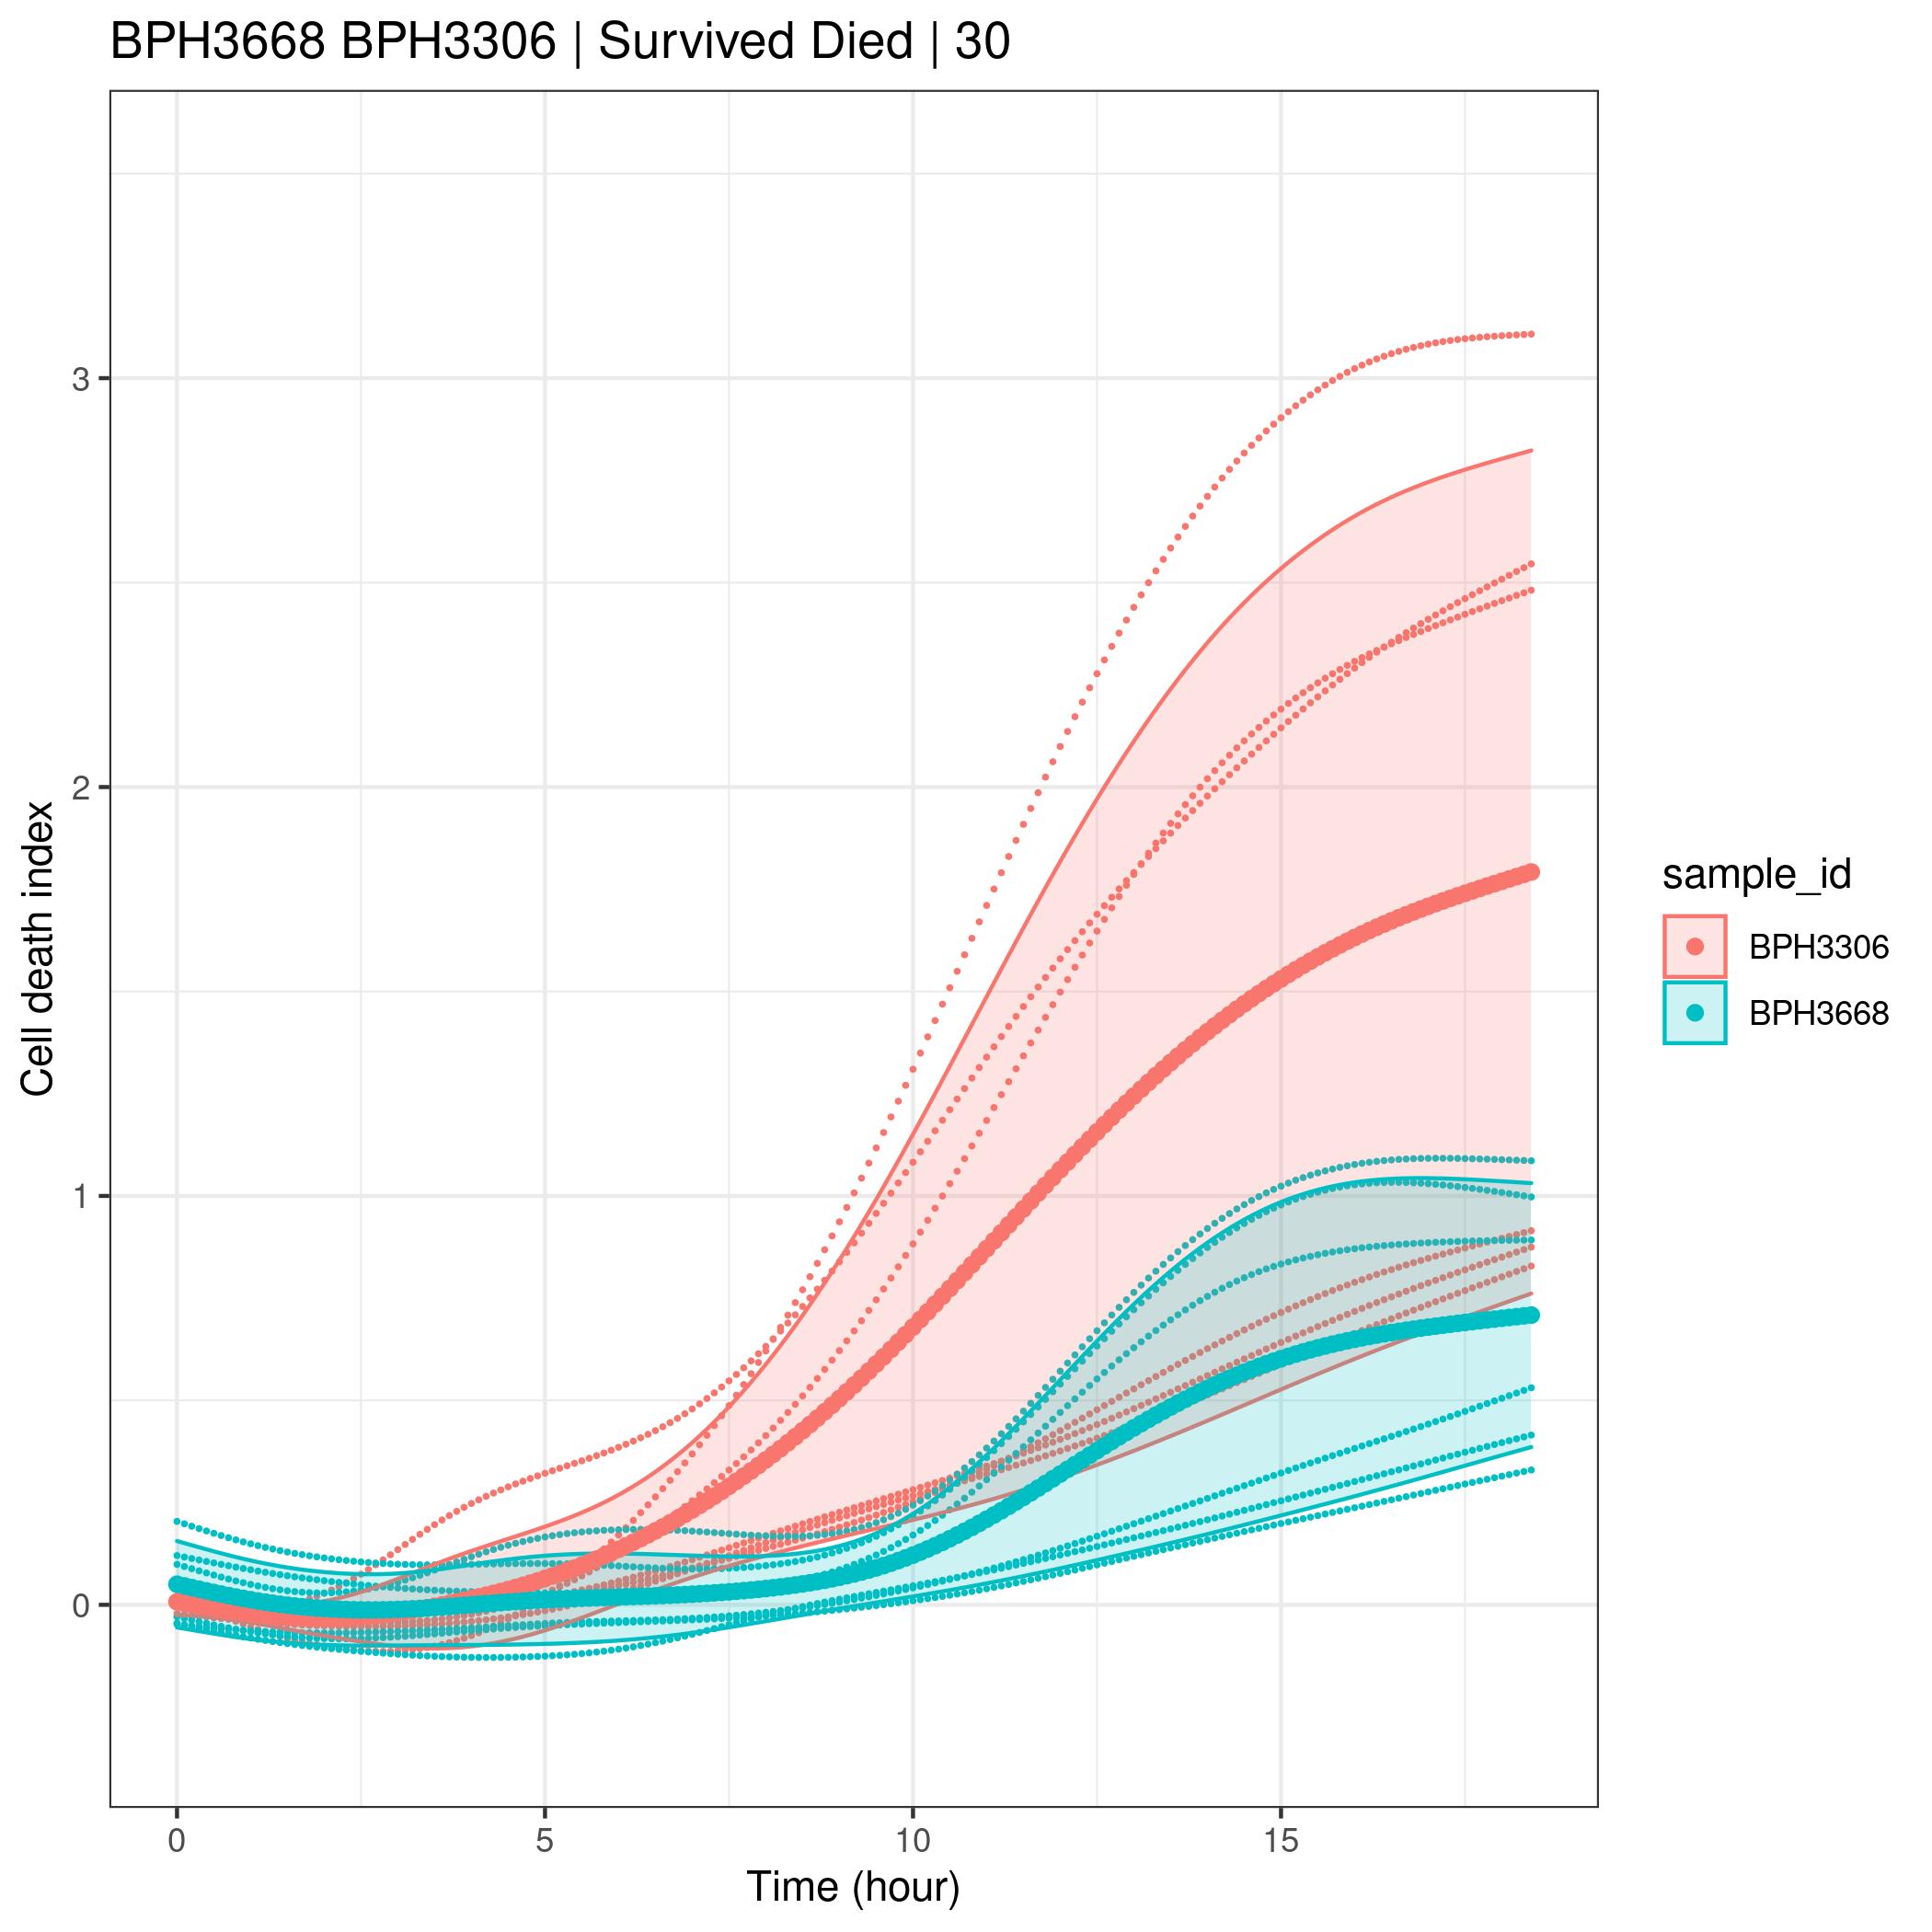 BPH3668 BPH3306 | Survived Died | 30
3
2
1
0
Cell death index
0 5 10 15
Time (hour)
sample_id
BPH3306
BPH3668